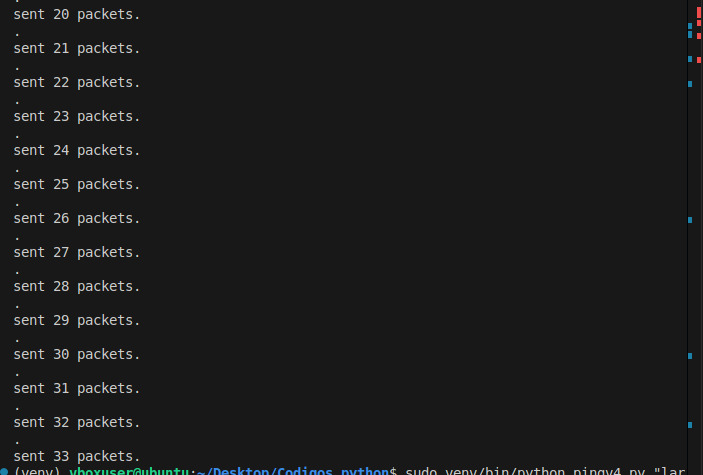 .
sent 20 packets.
.
sent 21 packets.
.
sent 22 packets.
.
sent 23 packets.
.
sent 24 packets.
.
sent 25 packets.
.
sent 26 packets.
.
sent 27 packets.
.
sent 28 packets.
.
sent 29 packets.
.
sent 30 packets.
.
sent 31 packets.
.
sent 32 packets.
.
sent 33 packets.
(venv) vboxuser@ubuntu:~/Desktop/Codigos_python$ sudo venv/bin/python pingv4.py "lar